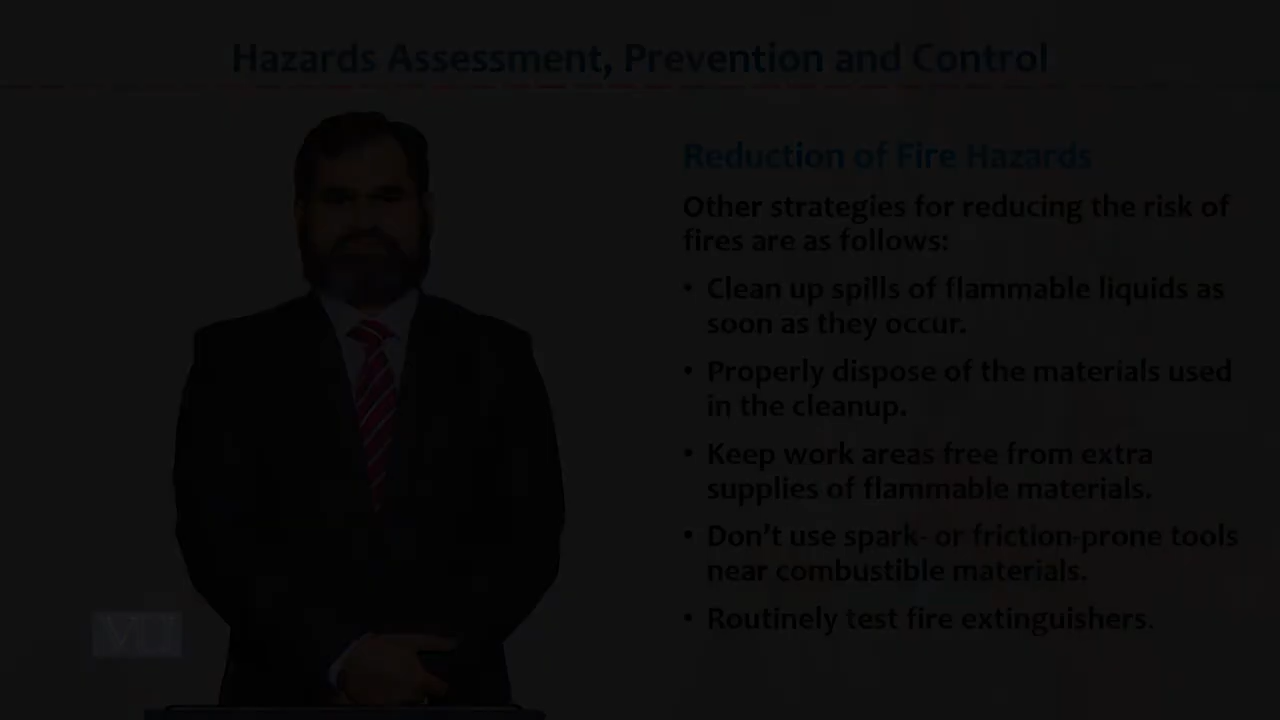 Hazards Assessment, Prevention and Control
Reduction of Fire Hazards
Other strategies for reducing the risk of
fires are as follows:
• Clean up spills of flammable liquids as
soon as they occur.
• Properly dispose of the materials used
in the cleanup.
• Keep work areas free from extra
supplies of flammable materials.
• Don’t use spark- or friction-prone tools
near combustible materials.
• Routinely test fire extinguishers.
VU